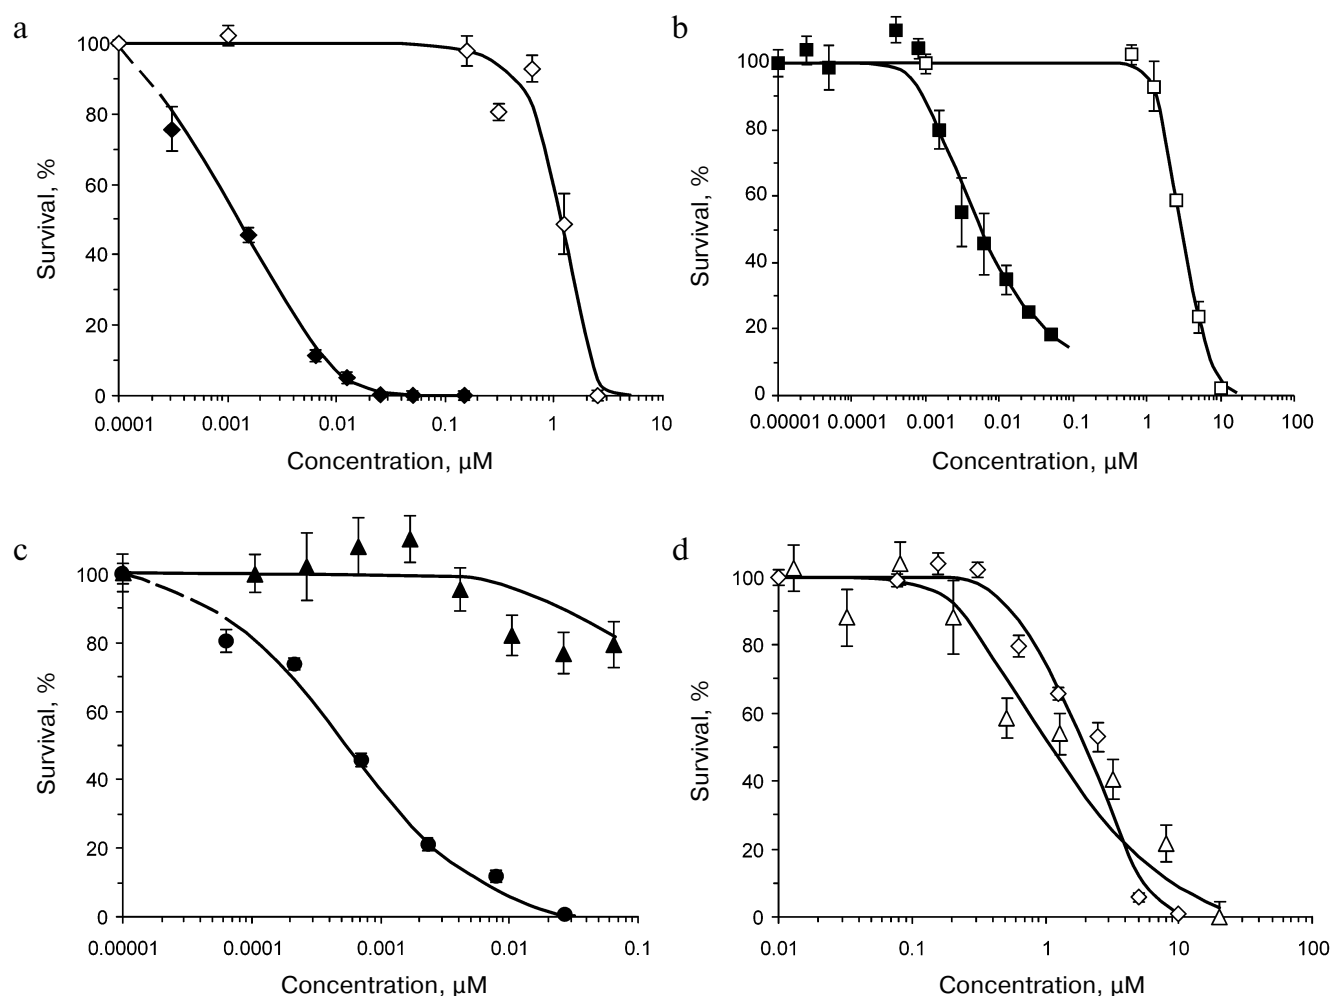 a
100
80
60
40
20
0
Survival, %
0.0001 0.001 0.01 0.1 1 10
Concentration, µM
b
100
80
60
40
20
0
Survival, %
0.00001 0.0001 0.001 0.01 0.1 1 10 100
Concentration, µM
c
100
80
60
40
20
0
Survival, %
0.00001 0.0001 0.001 0.01 0.1
Concentration, µM
d
100
80
60
40
20
0
Survival, %
0.01 0.1 1 10 100
Concentration, µM